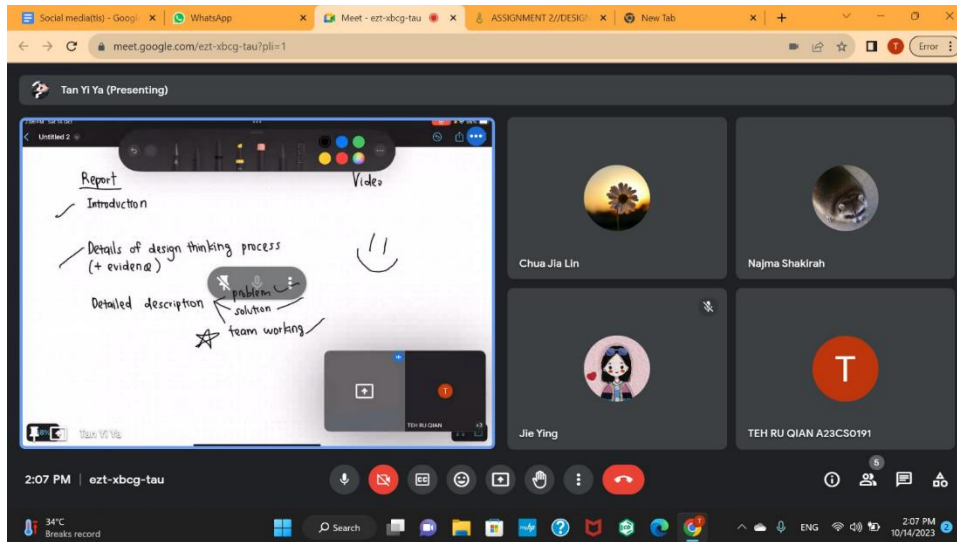 Social media(tis) - Googl
WhatsApp
Meet - ezt-xbcg-tau
ASSIGNMENT 2//DESIGN
New Tab
meet.google.com/ezt-xbcg-tau?pli=1
T
Error
Tan Yi Ya (Presenting)
Untitled 2
Report
Video
Introduction
Details of design thinking process
(+ evidence)
Detailed description
problem
solution
team working
TEH RU QIAN
+3
Tan Yi Ya
Chua Jia Lin
Najma Shakirah
Jie Ying
T
TEH RU QIAN A23CS0191
2:07 PM | ezt-xbcg-tau
CC
5
34°C
Breaks record
Search
ENG
2:07 PM
10/14/2023
2